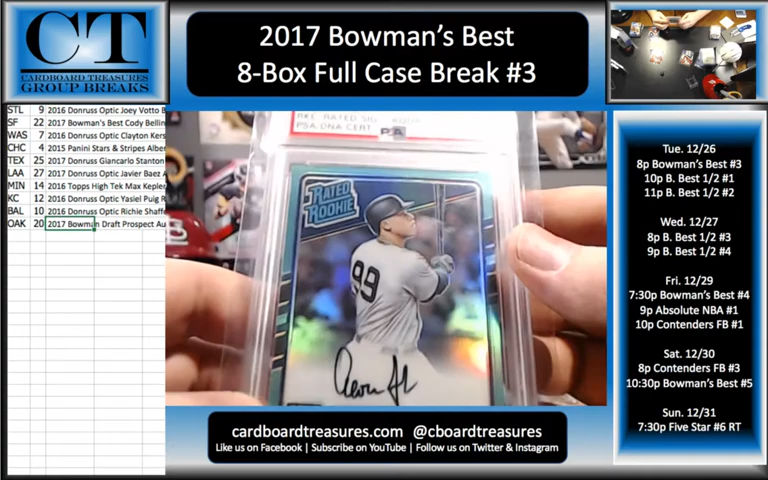 CT
CARDBOARD TREASURES
GROUP BREAKS
2017 Bowman's Best
8-Box Full Case Break #3
STL 9 2016 Donruss Optic Joey Votto B
SF 22 2017 Bowman's Best Cody Bellin
WAS 7 2016 Donruss Optic Clayton Kers
CHC 4 2015 Panini Stars & Stripes Alber
TEX 25 2017 Donruss Giancarlo Stanton
LAA 27 2017 Donruss Optic Javier Baez A
MIN 14 2016 Topps High Tek Max Kepler
KC 12 2016 Donruss Optic Yasiel Puig R
BAL 10 2016 Donruss Optic Richie Shaffe
OAK 20 2017 Bowman Draft Prospect Au
RATED SIG
PSA/DNA CERT
PSA
RATED
ROOKIE
99
Tue. 12/26
8p Bowman's Best #3
10p B. Best 1/2 #1
11p B. Best 1/2 #2
Wed. 12/27
8p B. Best 1/2 #3
9p B. Best 1/2 #4
Fri. 12/29
7:30p Bowman's Best #4
9p Absolute NBA #1
10p Contenders FB #1
Sat. 12/30
8p Contenders FB #3
10:30p Bowman's Best #5
Sun. 12/31
7:30p Five Star #6 RT
cardboardtreasures.com @cboardtreasures
Like us on Facebook | Subscribe on YouTube | Follow us on Twitter & Instagram